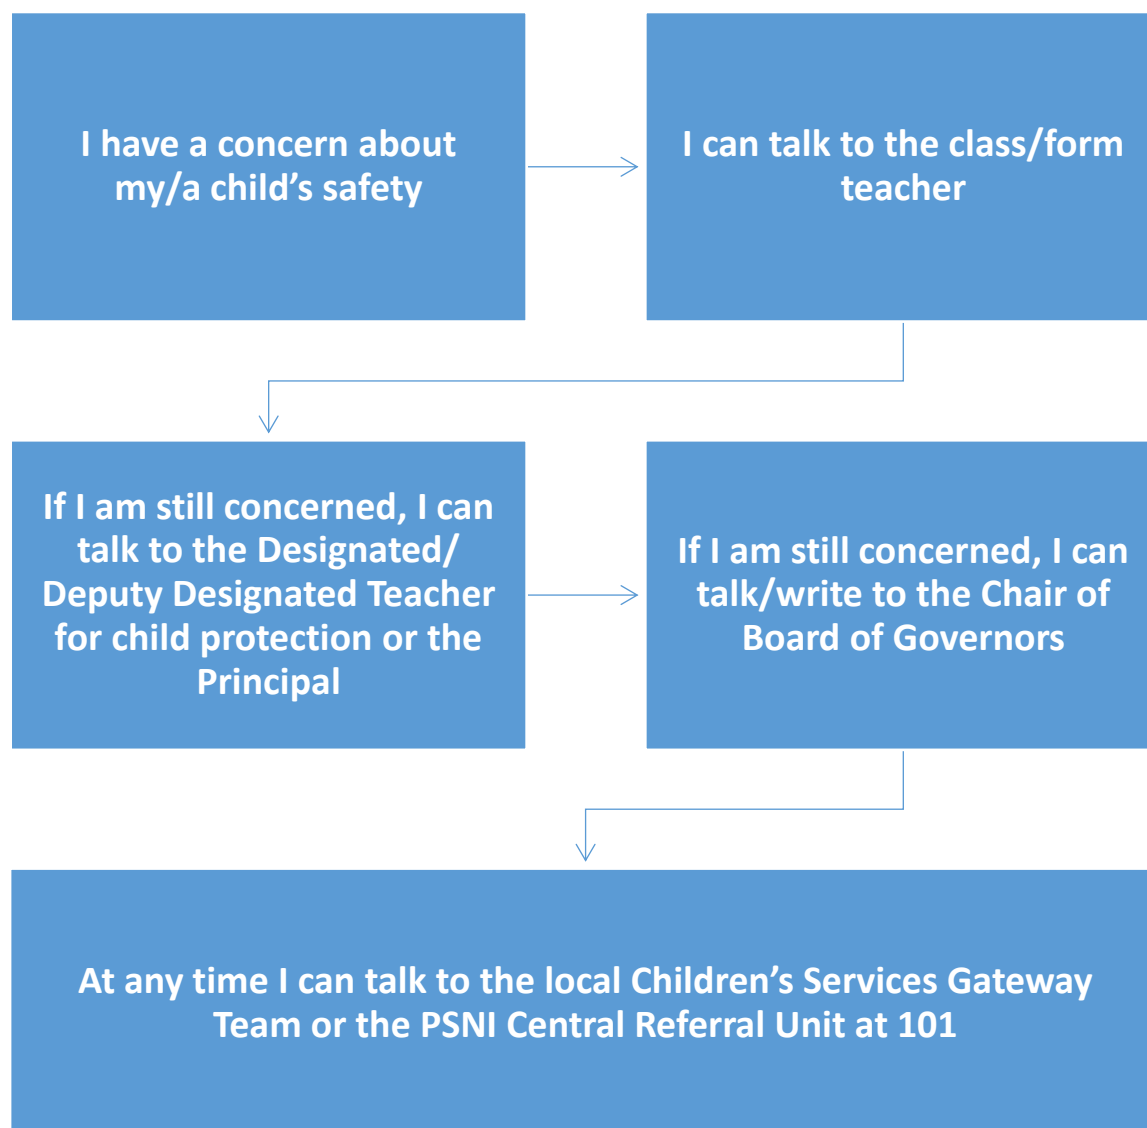 I have a concern about
my/a child’s safety
I can talk to the class/form
teacher
If I am still concerned, I can
talk to the Designated/
Deputy Designated Teacher
for child protection or the
Principal
If I am still concerned, I can
talk/write to the Chair of
Board of Governors
At any time I can talk to the local Children’s Services Gateway
Team or the PSNI Central Referral Unit at 101